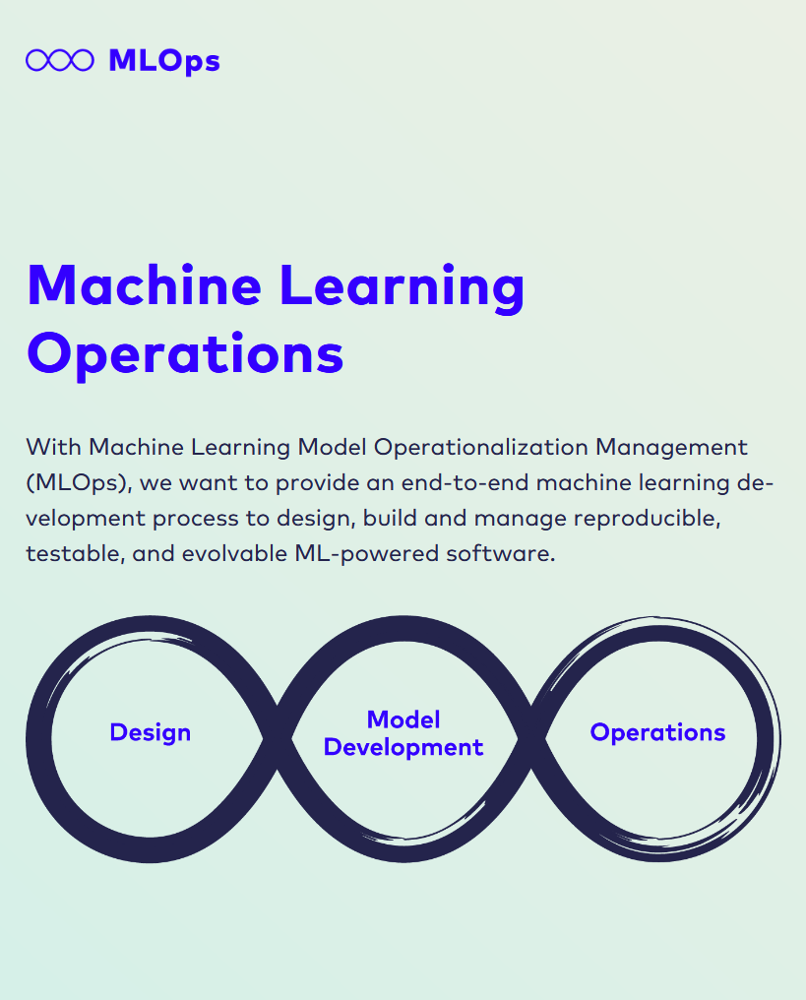 MLOps
Machine Learning
Operations
With Machine Learning Model Operationalization Management
(MLOps), we want to provide an end-to-end machine learning de-
velopment process to design, build and manage reproducible,
testable, and evolvable ML-powered software.
Design
Model
Development
Operations